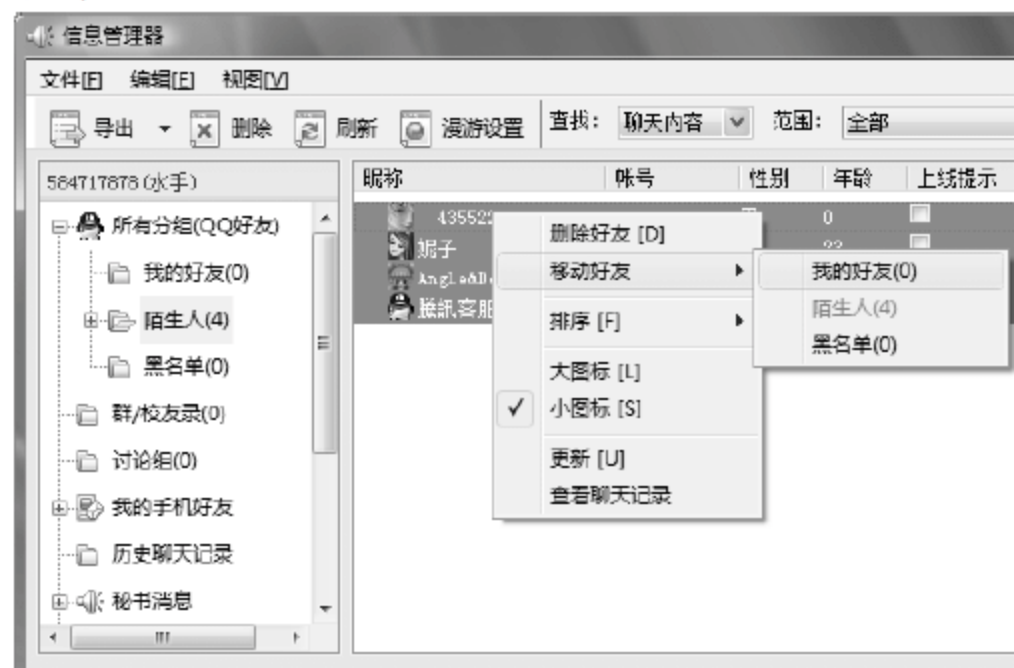 信息管理器
文件[F] 编辑[E] 视图[V]
导出 删除 刷新 漫游设置 查找: 聊天内容 范围: 全部
584717878(水手)
昵称 帐号 性别 年龄 上线提示
所有分组(QQ好友)
我的好友(0)
陌生人(4)
黑名单(0)
群/校友录(0)
讨论组(0)
我的手机好友
历史聊天记录
秘书消息
435522
0
妮子
腾讯客服
删除好友 [D]
移动好友
排序 [F]
大图标 [L]
小图标 [S]
更新 [U]
查看聊天记录
我的好友(0)
陌生人(4)
黑名单(0)